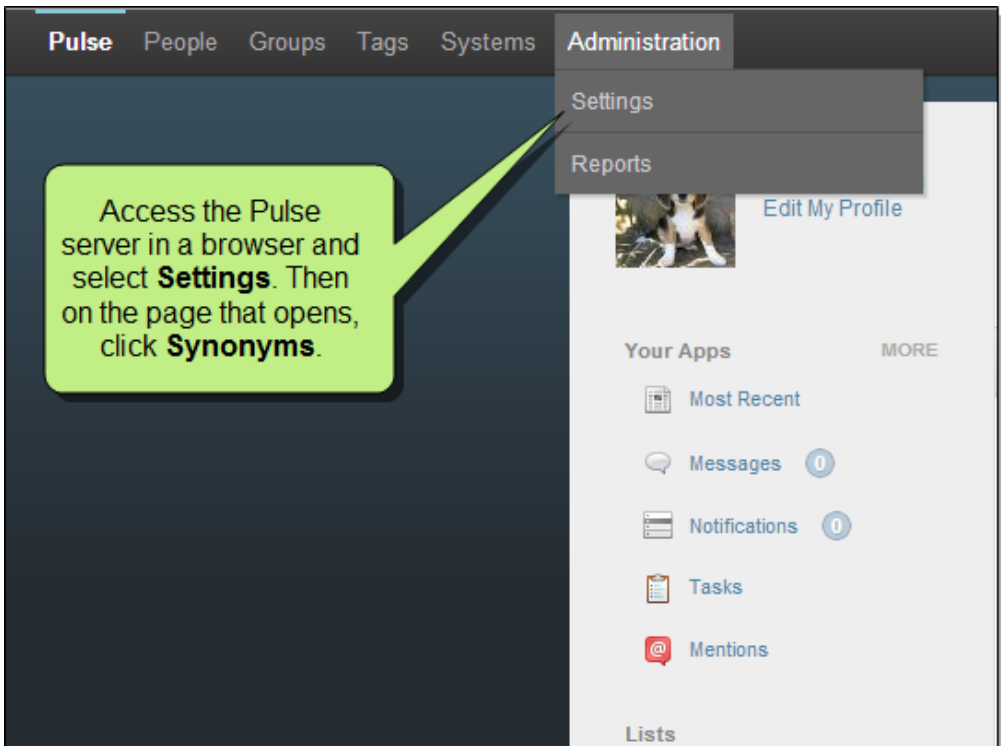 Pulse People Groups Tags Systems Administration
Settings
Reports
Access the Pulse
server in a browser and
select Settings. Then
on the page that opens,
click Synonyms.
Edit My Profile
Your Apps MORE
Most Recent
Messages 0
Notifications 0
Tasks
@ Mentions
Lists